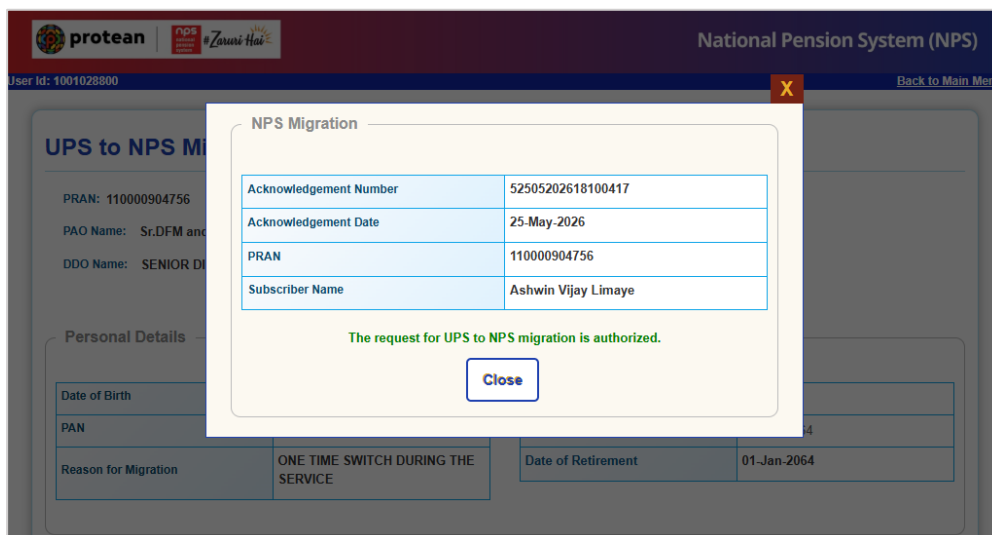 protean
nps
#Zaruri Hai
National Pension System (NPS)
User Id: 1001028800
Back to Main Men
X
NPS Migration
UPS to NPS Mi
Acknowledgement Number 52505202618100417
Acknowledgement Date 25-May-2026
PRAN 110000904756
Subscriber Name Ashwin Vijay Limaye
The request for UPS to NPS migration is authorized.
Close
PRAN: 110000904756
PAO Name: Sr.DFM and
DDO Name: SENIOR DI
Personal Details
Date of Birth
PAN
Reason for Migration ONE TIME SWITCH DURING THE
SERVICE
Date of Retirement 01-Jan-2064